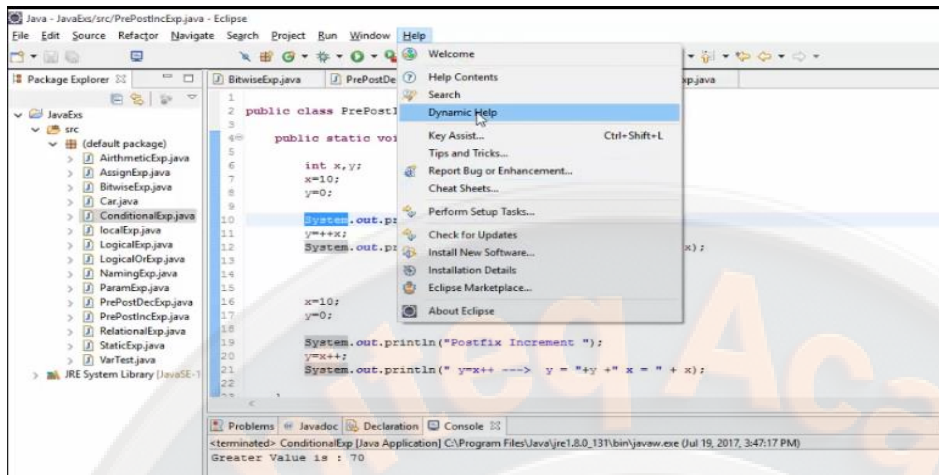 Java - JavaExs/src/PrePostIncExp.java - Eclipse
File Edit Source Refactor Navigate Search Project Run Window Help
Package Explorer
BitwiseExp.java
PrePostDe
xp.java
JavaExs
src
(default package)
AirthmeticExp.java
AssignExp.java
BitwiseExp.java
Car.java
ConditionalExp.java
localExp.java
LogicalExp.java
LogicalOrExp.java
NamingExp.java
ParamExp.java
PrePostDecExp.java
PrePostIncExp.java
RelationalExp.java
StaticExp.java
VarTest.java
JRE System Library [JavaSE-1
1
2 public class PrePostI
3
4 public static voi
5
6 int x,y;
7 x=10;
8 y=0;
9
10 System.out.pr
11 y=++x;
12 System.out.pr x);
13
14
15
16 x=10;
17 y=0;
18
19 System.out.println("Postfix Increment ");
20 y=x++;
21 System.out.println(" y=x++ ---> y = "+y +" x = " + x);
22
Welcome
Help Contents
Search
Dynamic Help
Key Assist... Ctrl+Shift+L
Tips and Tricks...
Report Bug or Enhancement...
Cheat Sheets...
Perform Setup Tasks...
Check for Updates
Install New Software...
Installation Details
Eclipse Marketplace...
About Eclipse
Problems Javadoc Declaration Console
<terminated> ConditionalExp [Java Application] C:\Program Files\Java\jre1.8.0_131\bin\javaw.exe (Jul 19, 2017, 3:47:17 PM)
Greater Value is : 70